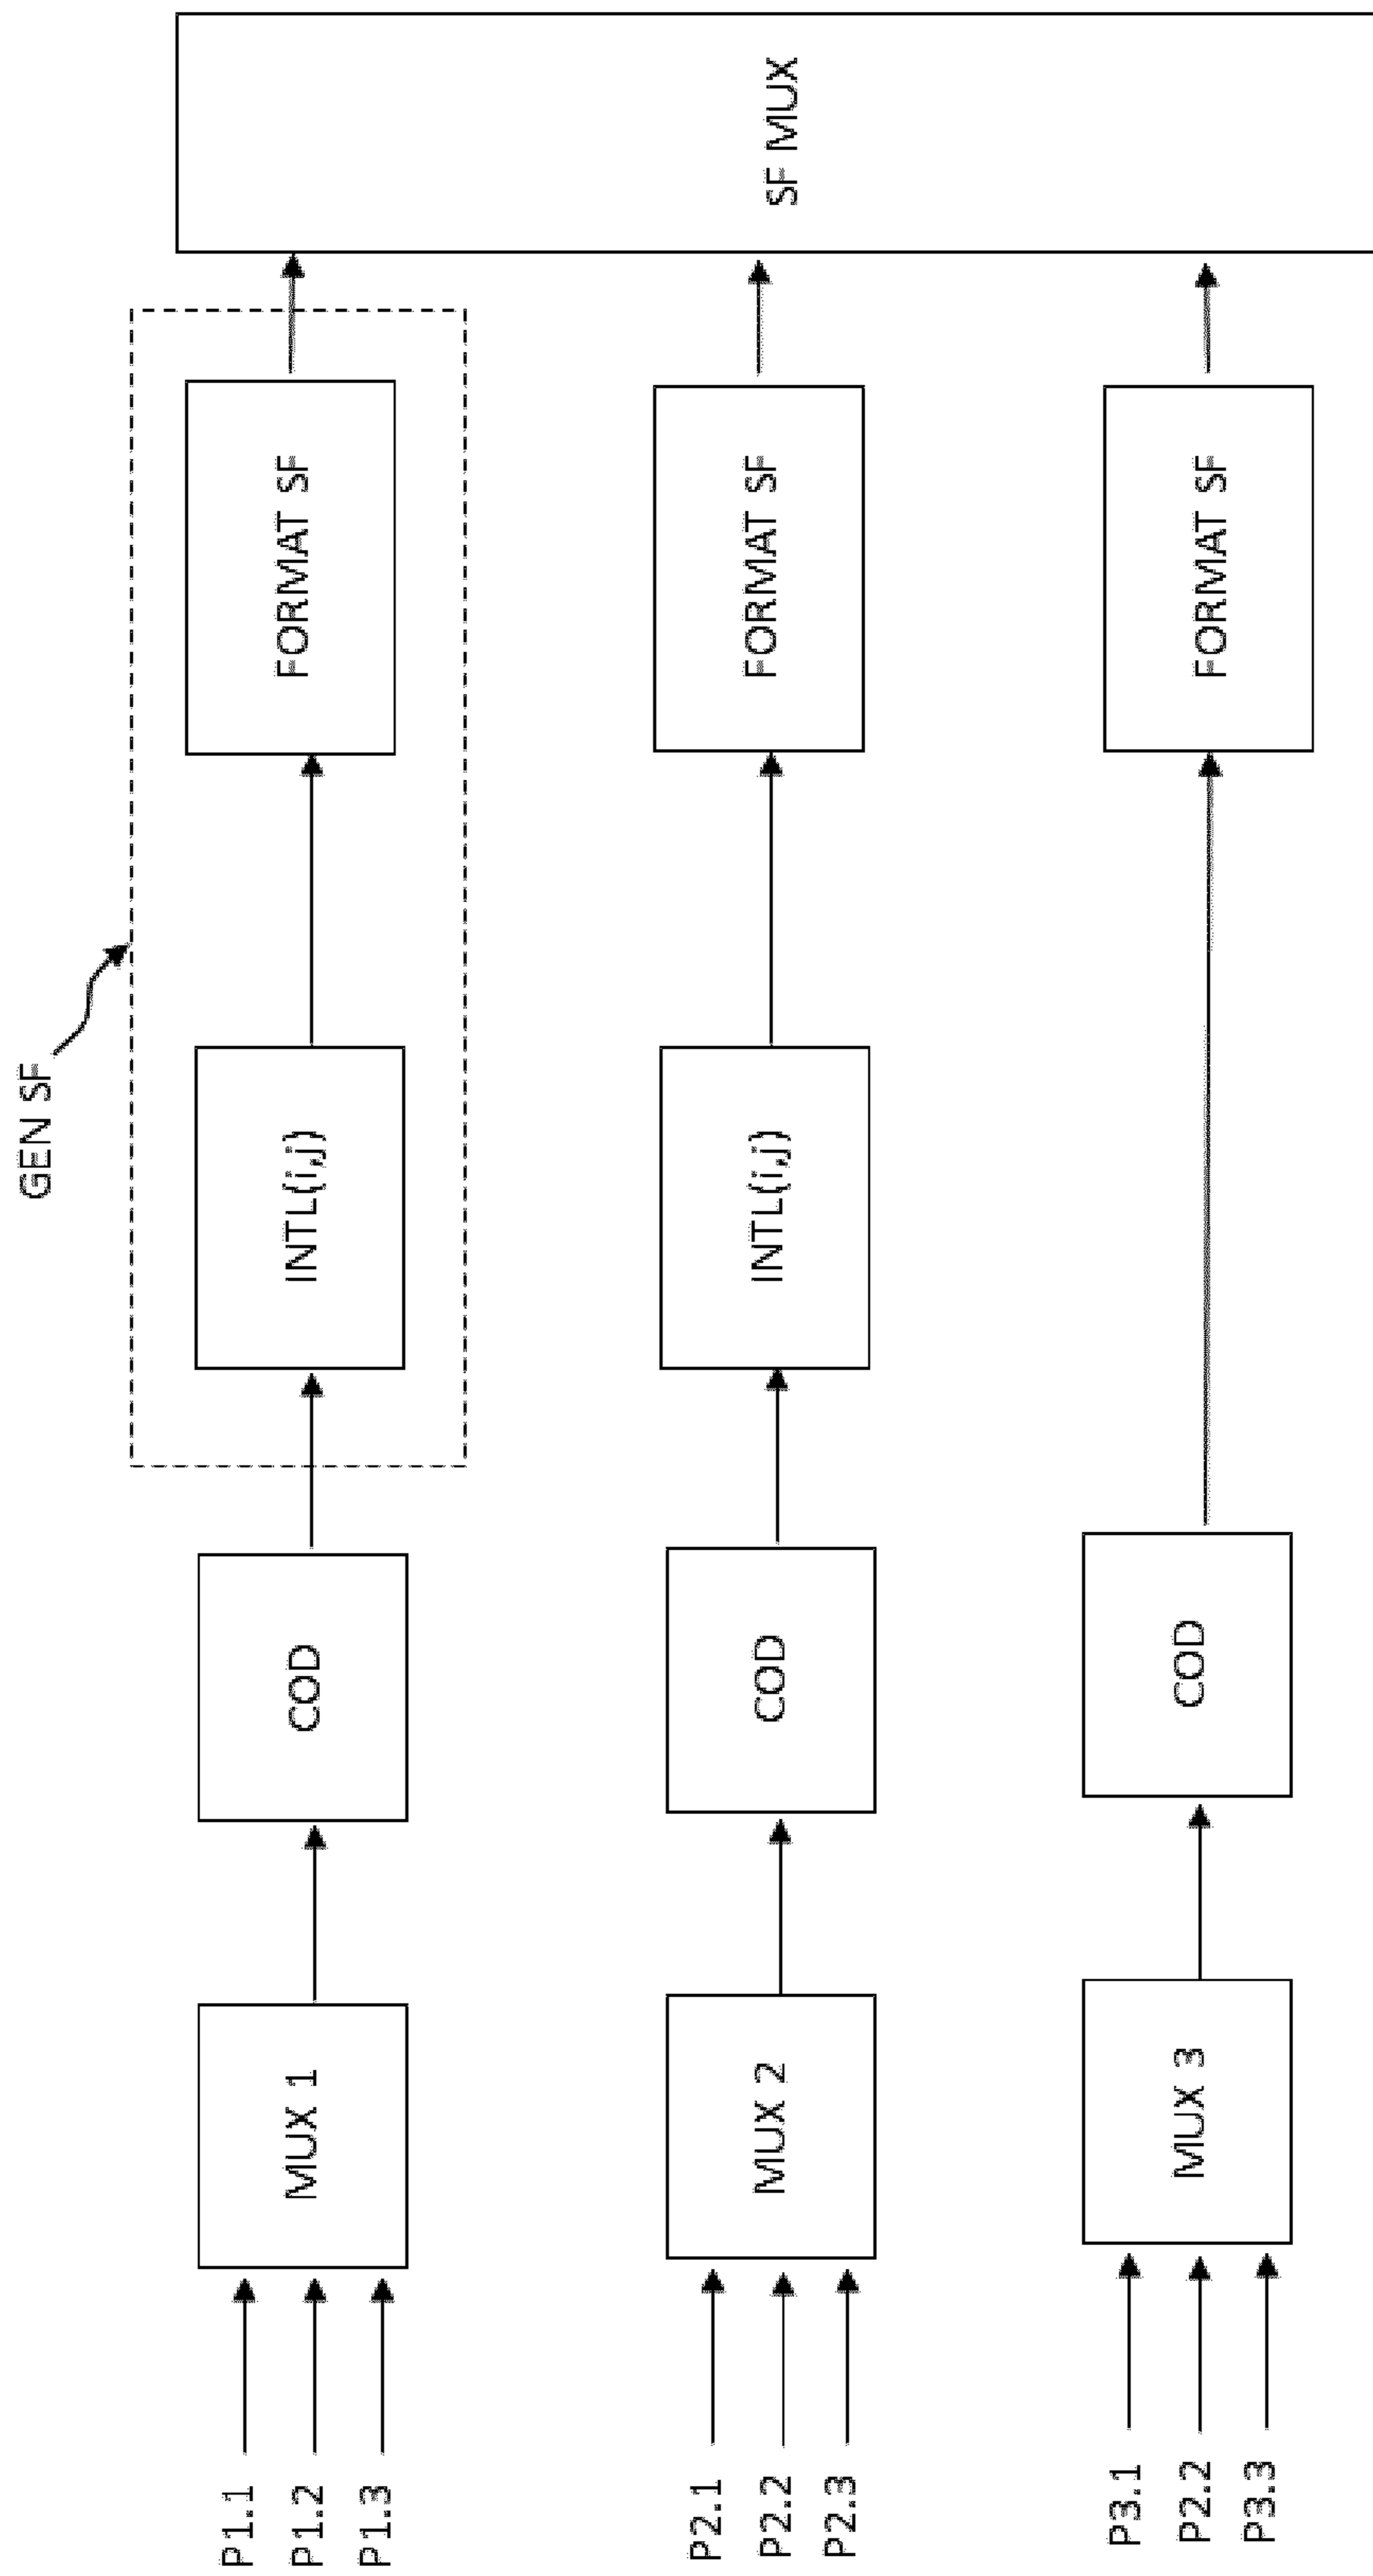 GEN SF
P1.1
P1.2
P1.3
MUX 1
COD
INTL(i,j)
FORMAT SF
P2.1
P2.2
P2.3
MUX 2
COD
INTL(i,j)
FORMAT SF
P3.1
P2.2
P3.3
MUX 3
COD
FORMAT SF
SF MUX